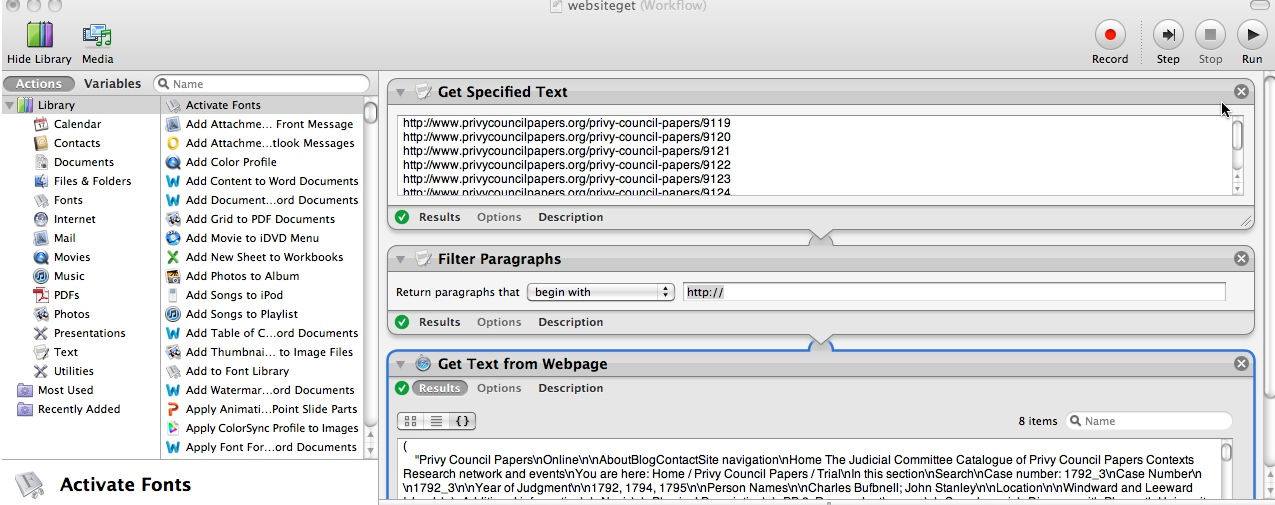 websiteget (Workflow)
Hide Library
Media
Record
Step
Stop
Run
Actions
Variables
Name
Library
Calendar
Contacts
Documents
Files & Folders
Fonts
Internet
Mail
Movies
Music
PDFs
Photos
Presentations
Text
Utilities
Most Used
Recently Added
Activate Fonts
Add Attachme... Front Message
Add Attachme...tlook Messages
Add Color Profile
Add Content to Word Documents
Add Document...ord Documents
Add Grid to PDF Documents
Add Movie to iDVD Menu
Add New Sheet to Workbooks
Add Photos to Album
Add Songs to iPod
Add Songs to Playlist
Add Table of C...ord Documents
Add Thumbnai... to Image Files
Add to Font Library
Add Watermar...ord Documents
Apply Animati...Point Slide Parts
Apply ColorSync Profile to Images
Apply Font For...ord Documents
Activate Fonts
Get Specified Text
http://www.privycouncilpapers.org/privy-council-papers/9119
http://www.privycouncilpapers.org/privy-council-papers/9120
http://www.privycouncilpapers.org/privy-council-papers/9121
http://www.privycouncilpapers.org/privy-council-papers/9122
http://www.privycouncilpapers.org/privy-council-papers/9123
http://www.privycouncilpapers.org/privy-council-papers/9124
Results Options Description
Filter Paragraphs
Return paragraphs that begin with http://
Results Options Description
Get Text from Webpage
Results Options Description
{}
8 items
Name
(
"Privy Council Papers\nOnline\n\nAboutBlogContactSite navigation\nHome The Judicial Committee Catalogue of Privy Council Papers Contexts
Research network and events\nYou are here: Home / Privy Council Papers / Trial\nIn this section\nSearch\nCase number: 1792_3\nCase Number\n
\n1792_3\n\nYear of Judgment\n\n1792, 1794, 1795\n\nPerson Names\n\nCharles Bufbnell; John Stanley\n\nLocation\n\nWindward and Leeward